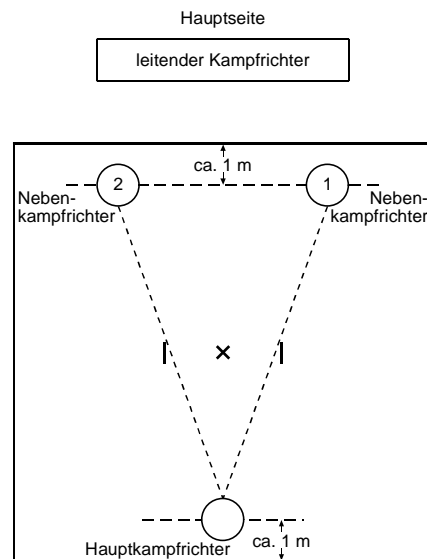 Hauptseite
leitender Kampfrichter
ca. 1 m
2
1
Neben-
kampfrichter
Neben-
kampfrichter
Hauptkampfrichter
ca. 1 m